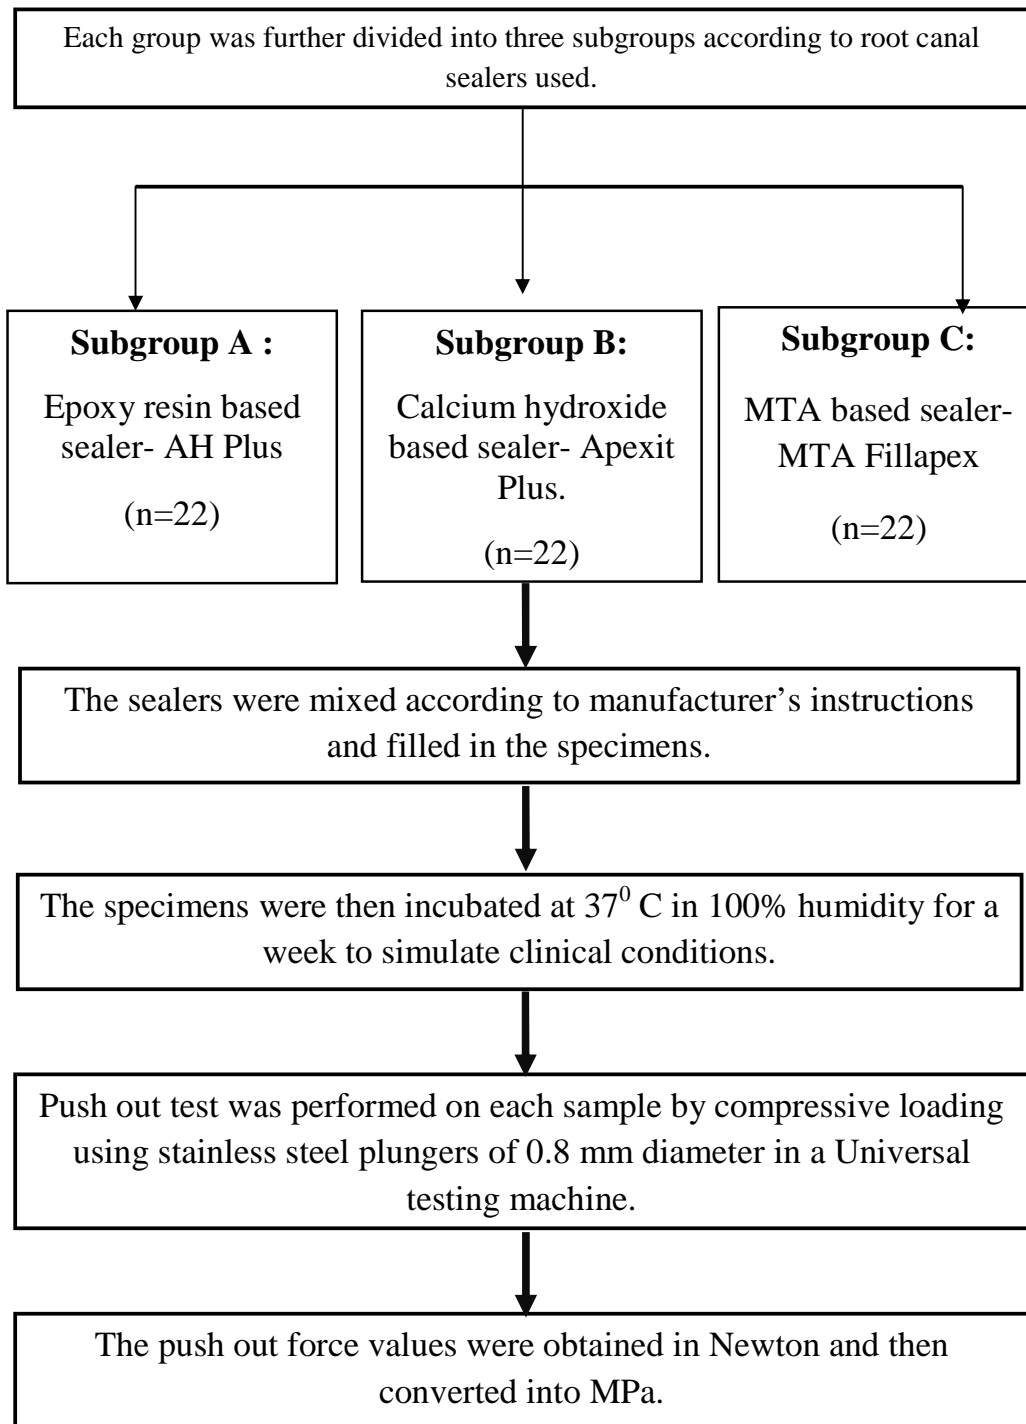 Each group was further divided into three subgroups according to root canal
sealers used.
Subgroup A :
Epoxy resin based
sealer- AH Plus
(n=22)
Subgroup B:
Calcium hydroxide
based sealer- Apexit
Plus.
(n=22)
Subgroup C:
MTA based sealer-
MTA Fillapex
(n=22)
The sealers were mixed according to manufacturer’s instructions
and filled in the specimens.
The specimens were then incubated at 37⁰ C in 100% humidity for a
week to simulate clinical conditions.
Push out test was performed on each sample by compressive loading
using stainless steel plungers of 0.8 mm diameter in a Universal
testing machine.
The push out force values were obtained in Newton and then
converted into MPa.